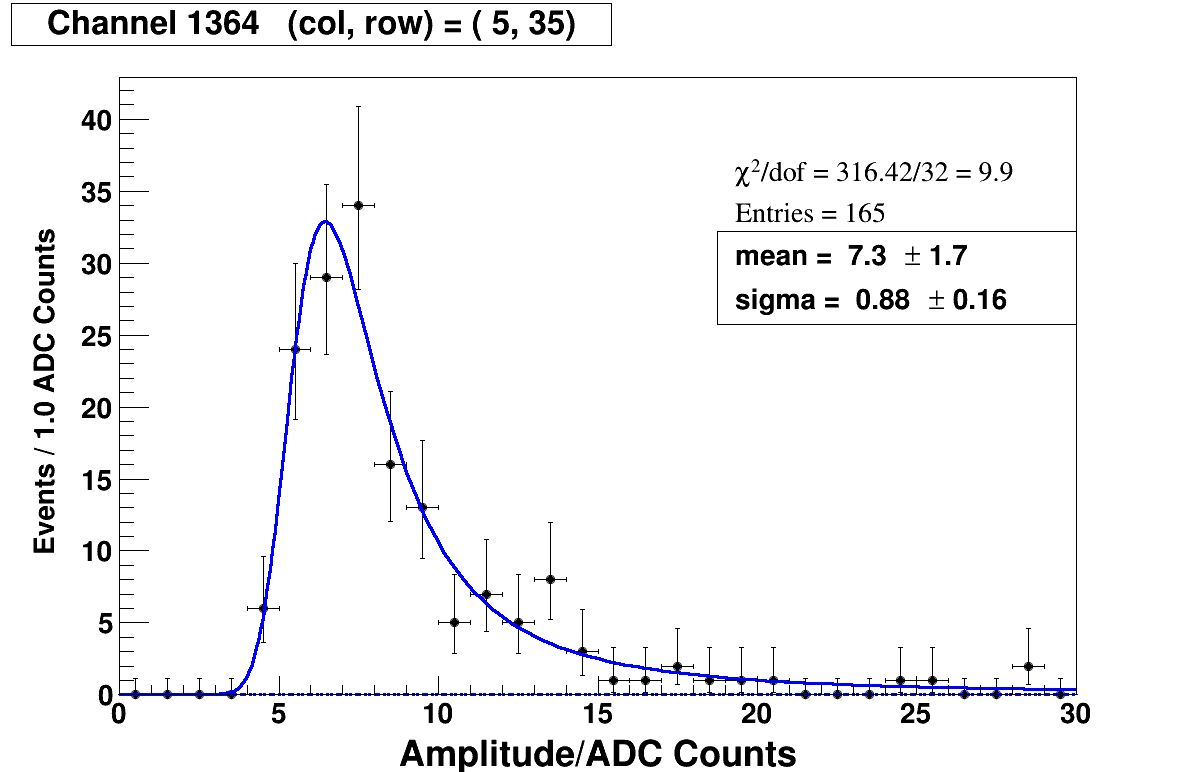 Channel 1364 (col, row) = ( 5, 35)
χ²/dof = 316.42/32 = 9.9
Entries = 165
mean = 7.3 ± 1.7
sigma = 0.88 ± 0.16
Events / 1.0 ADC Counts
40
35
30
25
20
15
10
5
0
0 5 10 15 20 25 30
Amplitude/ADC Counts